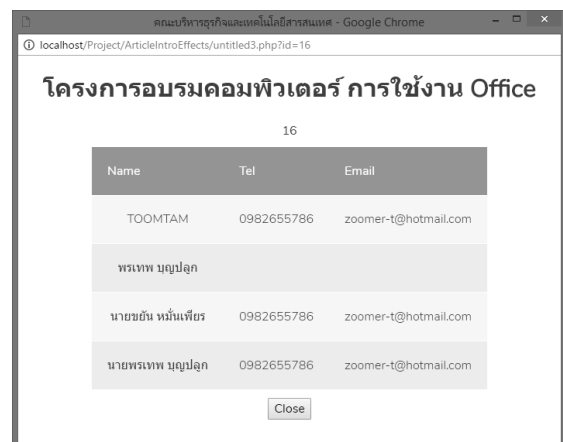 คณะบริหารธุรกิจและเทคโนโลยีสารสนเทศ - Google Chrome
localhost/Project/ArticleIntroEffects/untitled3.php?id=16
โครงการอบรมคอมพิวเตอร์ การใช้งาน Office
16
Name Tel Email
TOOMTAM 0982655786 zoomer-t@hotmail.com
พรเทพ บุญปลูก
นายขยัน หมั่นเพียร 0982655786 zoomer-t@hotmail.com
นายพรเทพ บุญปลูก 0982655786 zoomer-t@hotmail.com
Close